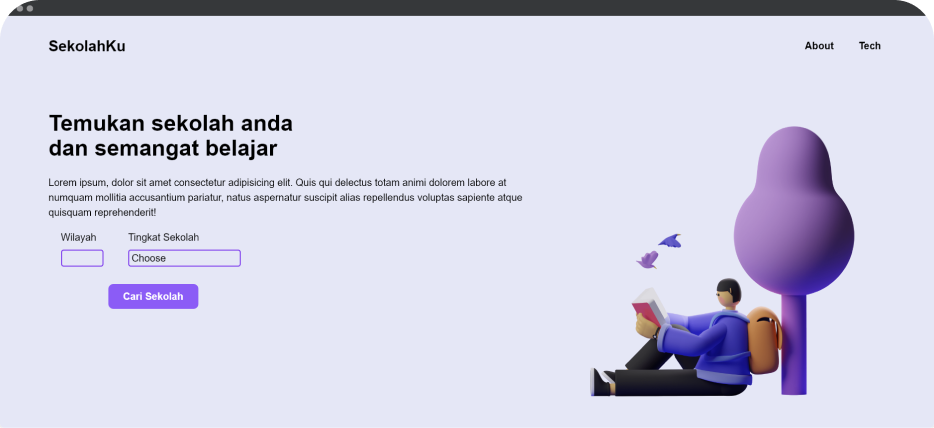 SekolahKu
About
Tech
Temukan sekolah anda
dan semangat belajar
Lorem ipsum, dolor sit amet consectetur adipisicing elit. Quis qui delectus totam animi dolorem labore at
numquam mollitia accusantium pariatur, natus aspernatur suscipit alias repellendus voluptas sapiente atque
quisquam reprehenderit!
Wilayah
Tingkat Sekolah
Choose
Cari Sekolah